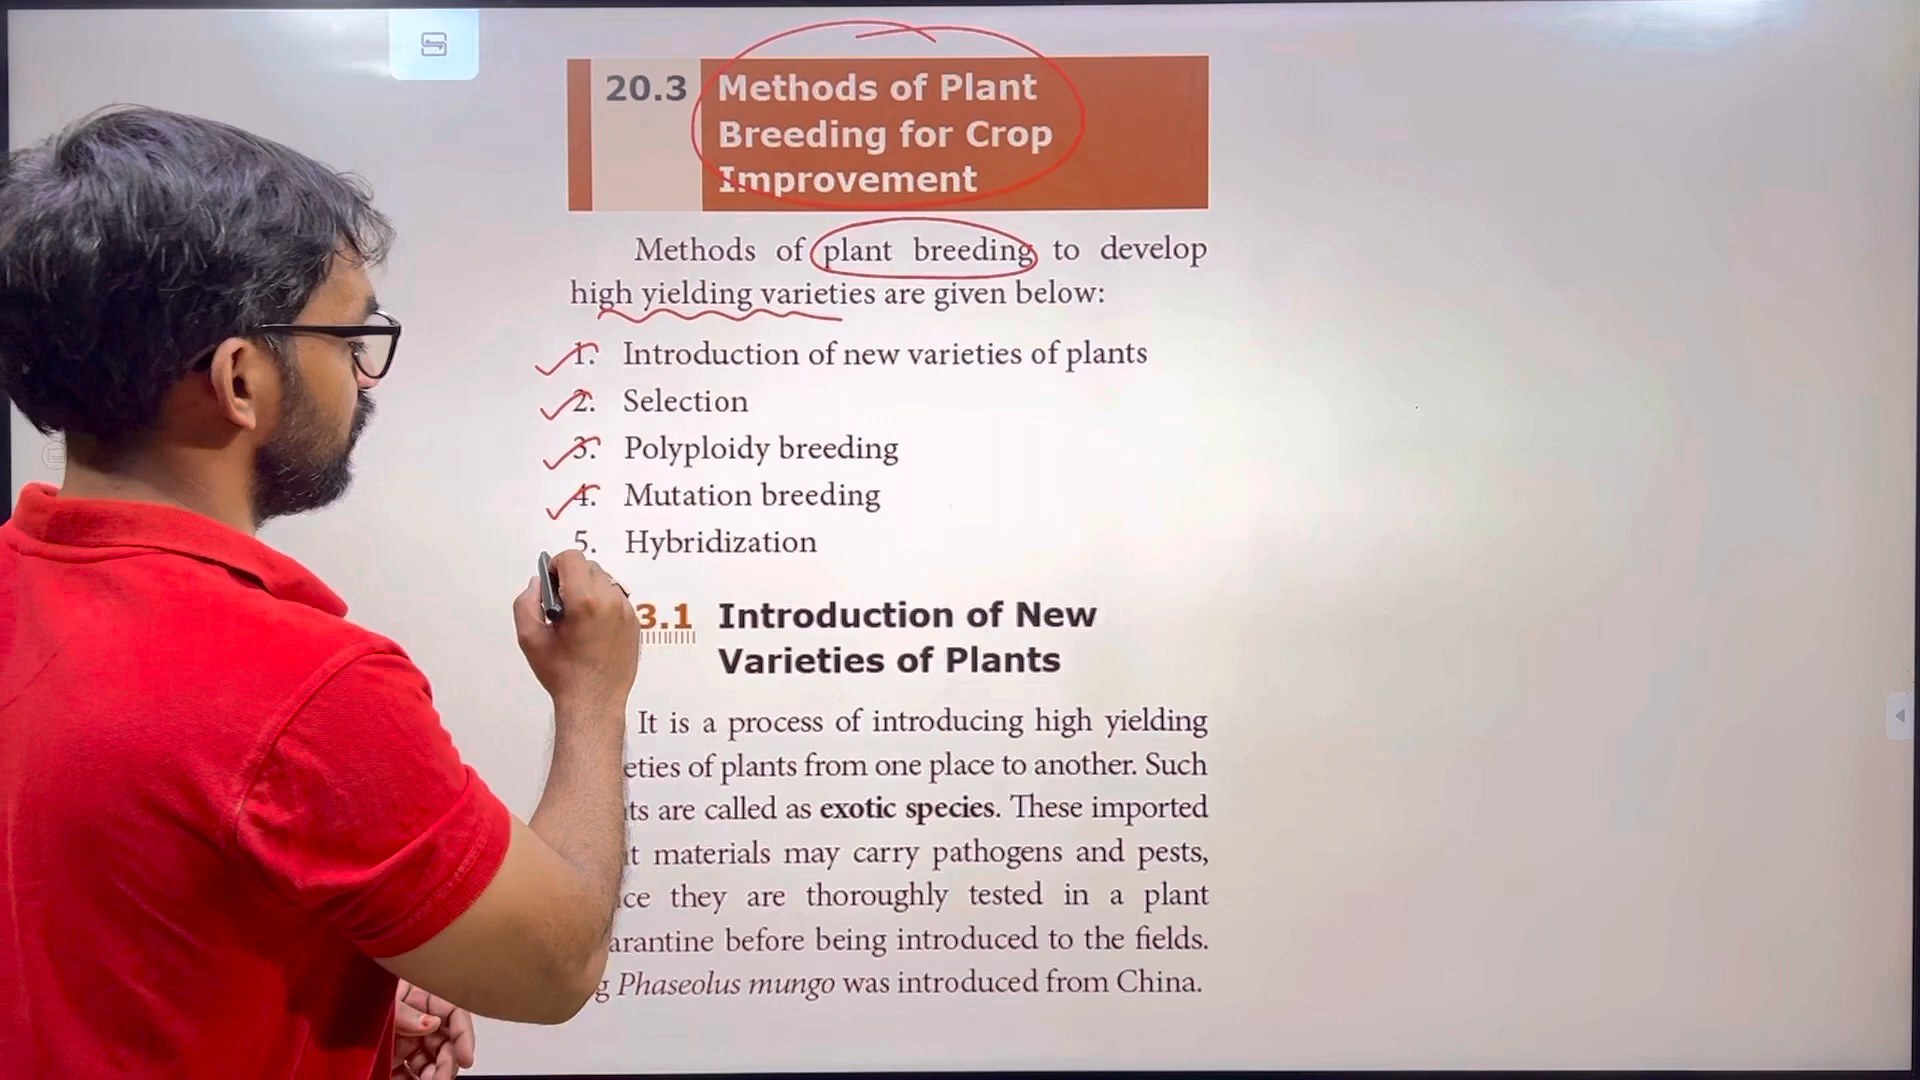 20.3 Methods of Plant
Breeding for Crop
Improvement
Methods of plant breeding to develop
high yielding varieties are given below:
1. Introduction of new varieties of plants
2. Selection
3. Polyploidy breeding
4. Mutation breeding
5. Hybridization
3.1 Introduction of New
Varieties of Plants
It is a process of introducing high yielding
eties of plants from one place to another. Such
ts are called as exotic species. These imported
t materials may carry pathogens and pests,
ce they are thoroughly tested in a plant
arantine before being introduced to the fields.
g Phaseolus mungo was introduced from China.